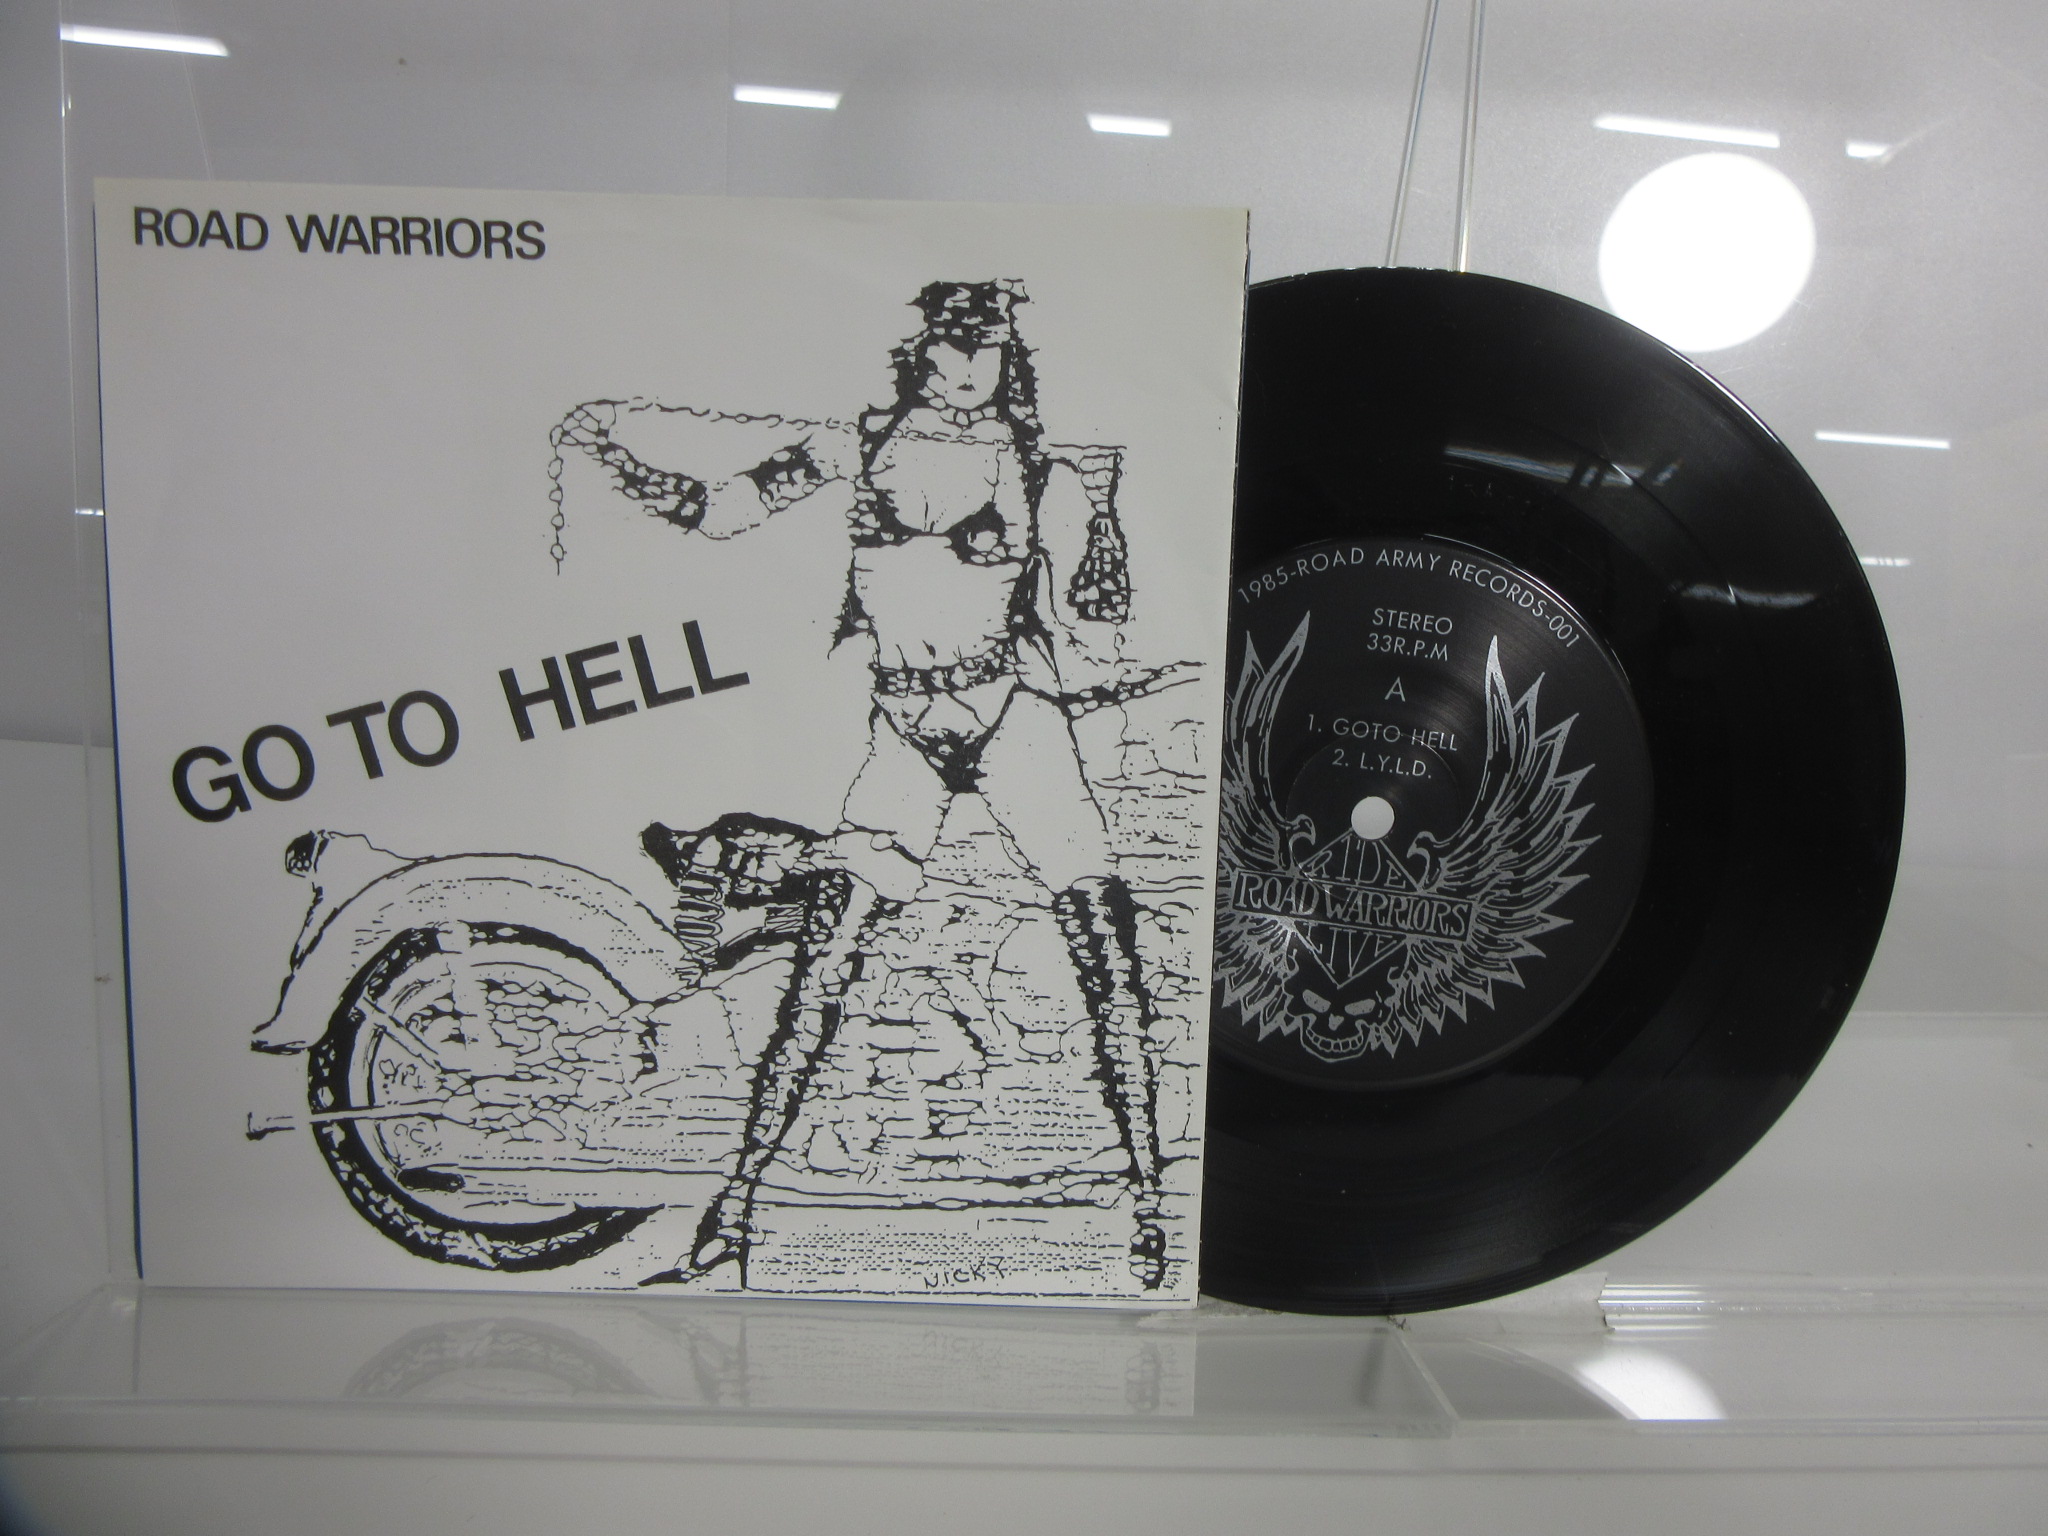 ROAD WARRIORS
GO TO HELL
NICKY
1985-ROAD ARMY RECORDS-001
STEREO
33R.P.M
A
1. GOTO HELL
2. L.Y.L.D.
RIDE
ROAD WARRIORS
LIVE